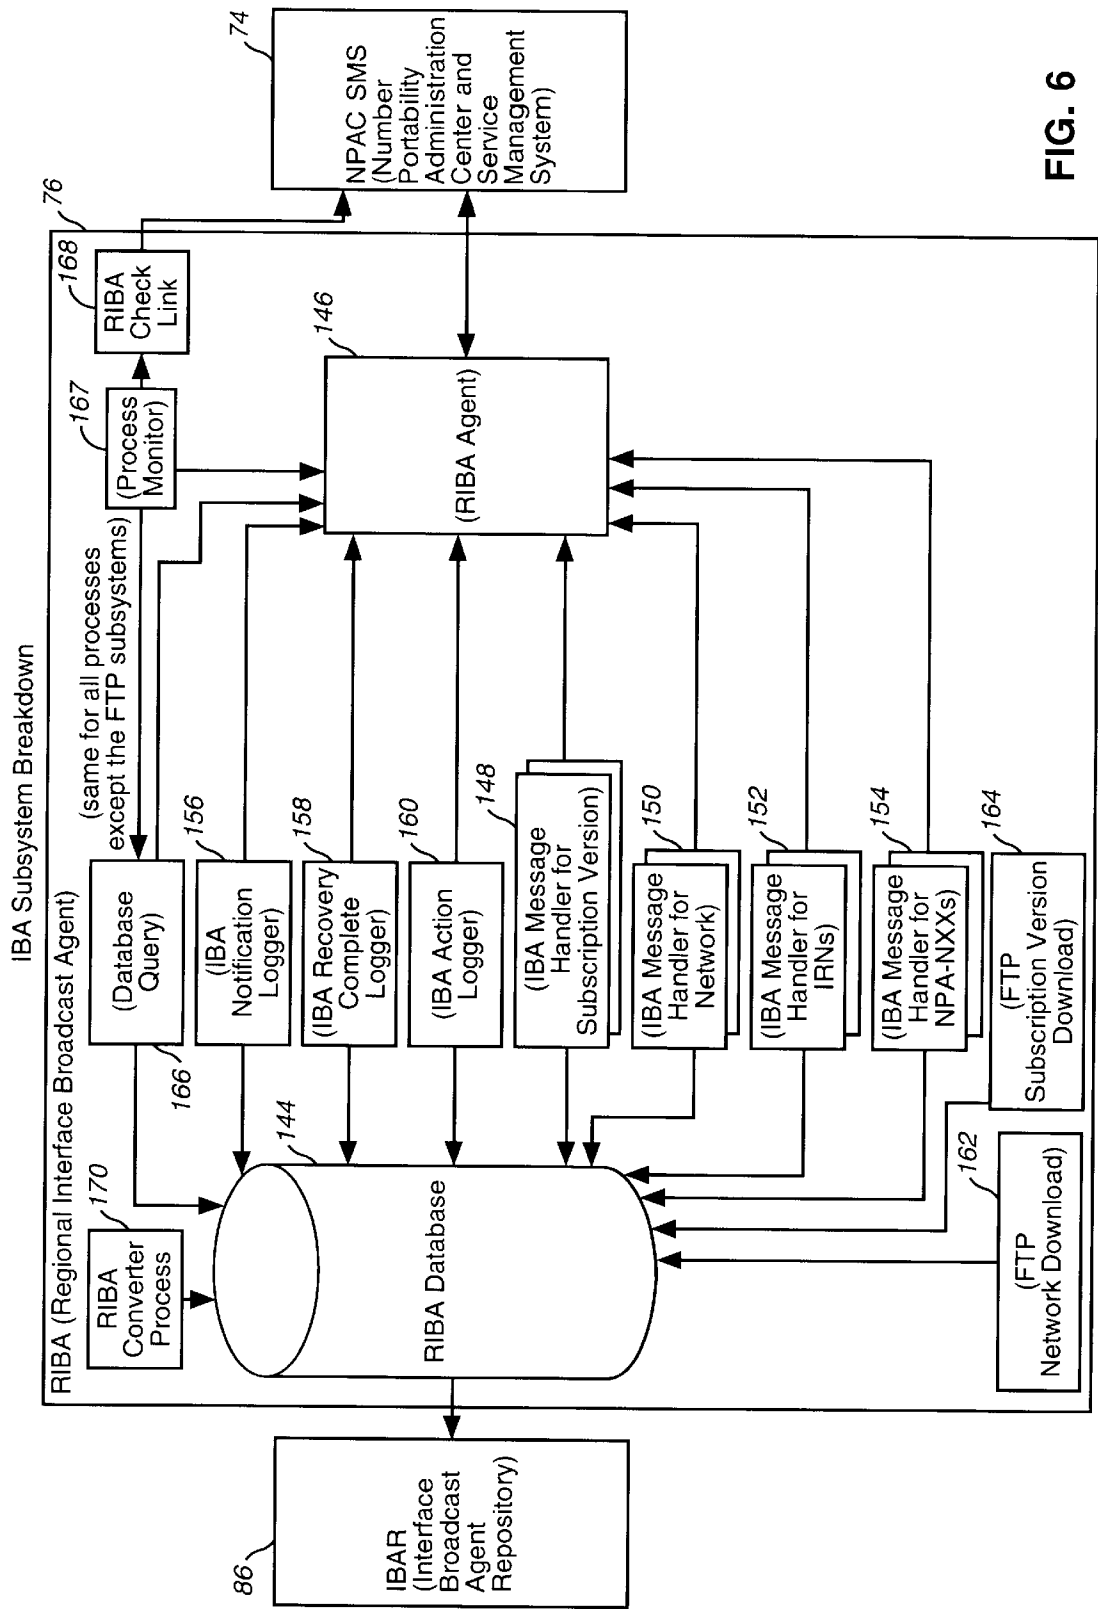 IBA Subsystem Breakdown
RIBA (Regional Interface Broadcast Agent)
76
86
IBAR
(Interface
Broadcast
Agent
Repository)
170
RIBA
Converter
Process
144
RIBA Database
(same for all processes
except the FTP subsystems)
(Database
Query)
166
156
(IBA
Notification
Logger)
158
(IBA Recovery
Complete
Logger)
160
(IBA Action
Logger)
148
(IBA Message
Handler for
Subscription Version)
150
(IBA Message
Handler for
Network)
152
(IBA Message
Handler for
IRNs)
154
(IBA Message
Handler for
NPA-NXXs)
162
(FTP
Network Download)
164
(FTP
Subscription Version
Download)
167
(Process
Monitor)
168
RIBA
Check
Link
146
(RIBA Agent)
74
NPAC SMS
(Number
Portability
Administration
Center and
Service
Management
System)
FIG. 6